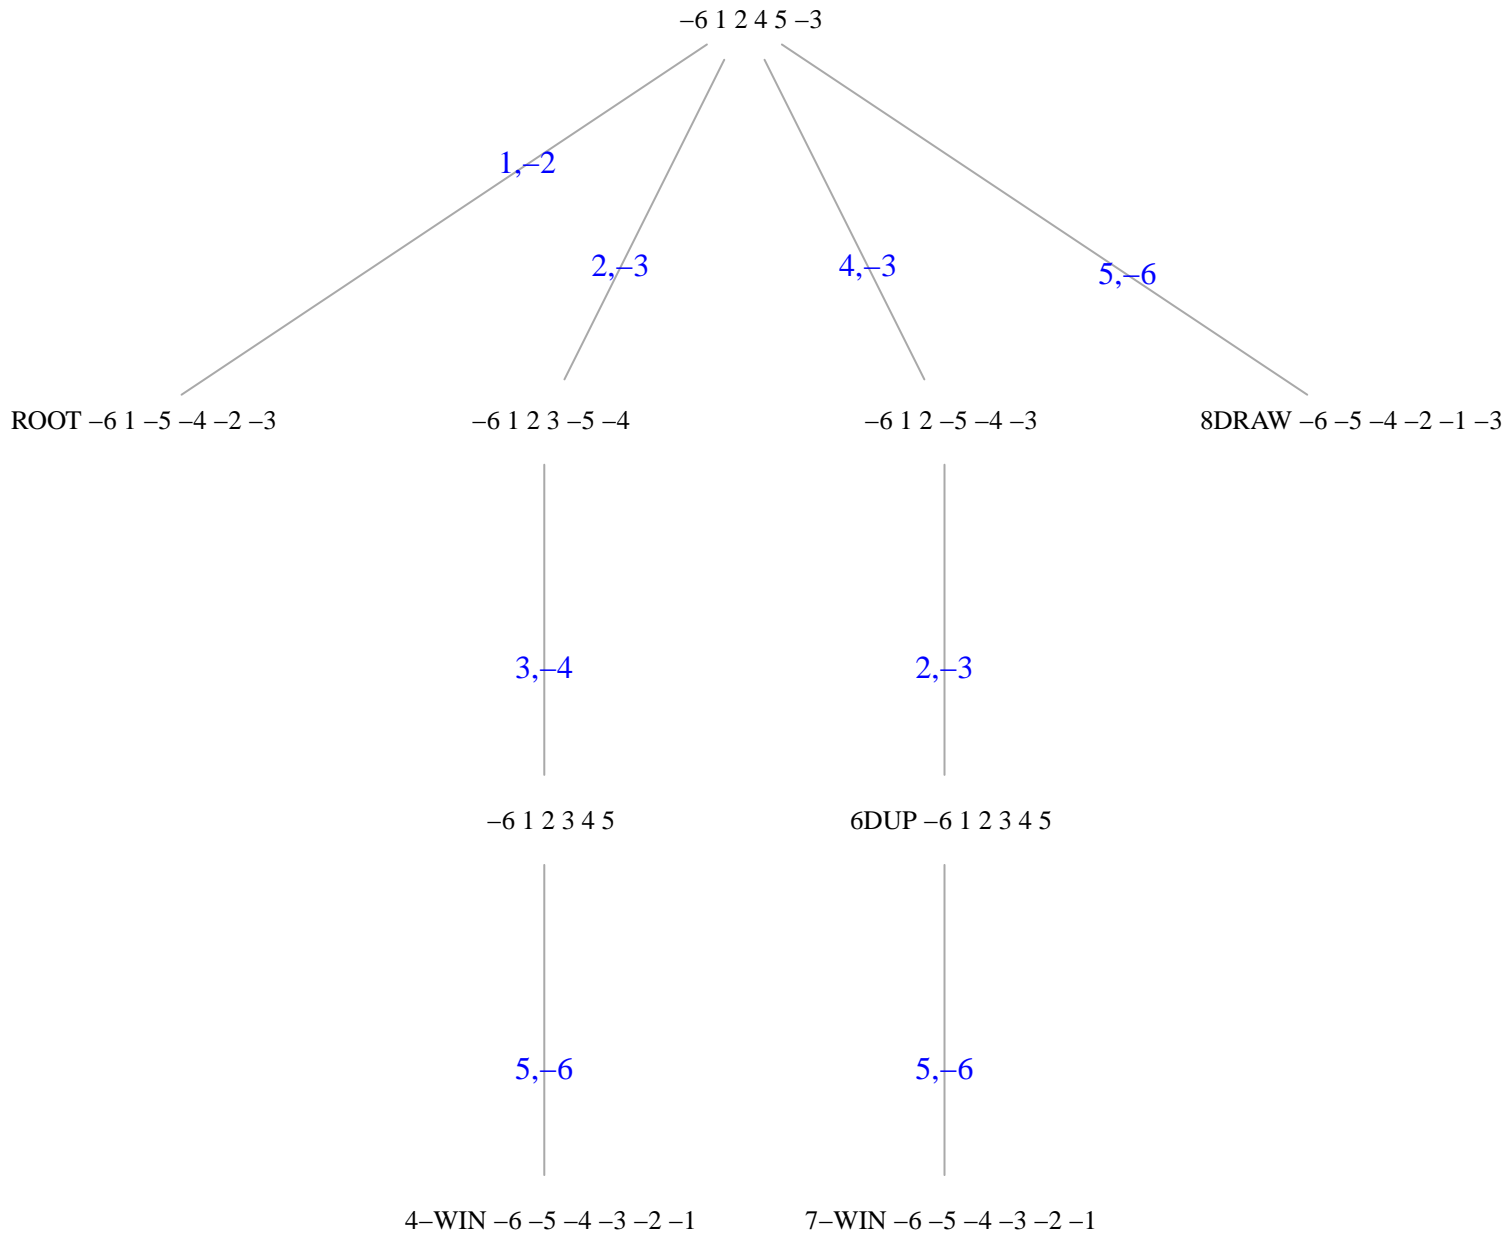 –6 1 2 4 5 –3
1,–2
2,–3
4,–3
5,–6
ROOT –6 1 –5 –4 –2 –3
–6 1 2 3 –5 –4
–6 1 2 –5 –4 –3
8DRAW –6 –5 –4 –2 –1 –3
3,–4
2,–3
–6 1 2 3 4 5
6DUP –6 1 2 3 4 5
5,–6
5,–6
4–WIN –6 –5 –4 –3 –2 –1
7–WIN –6 –5 –4 –3 –2 –1